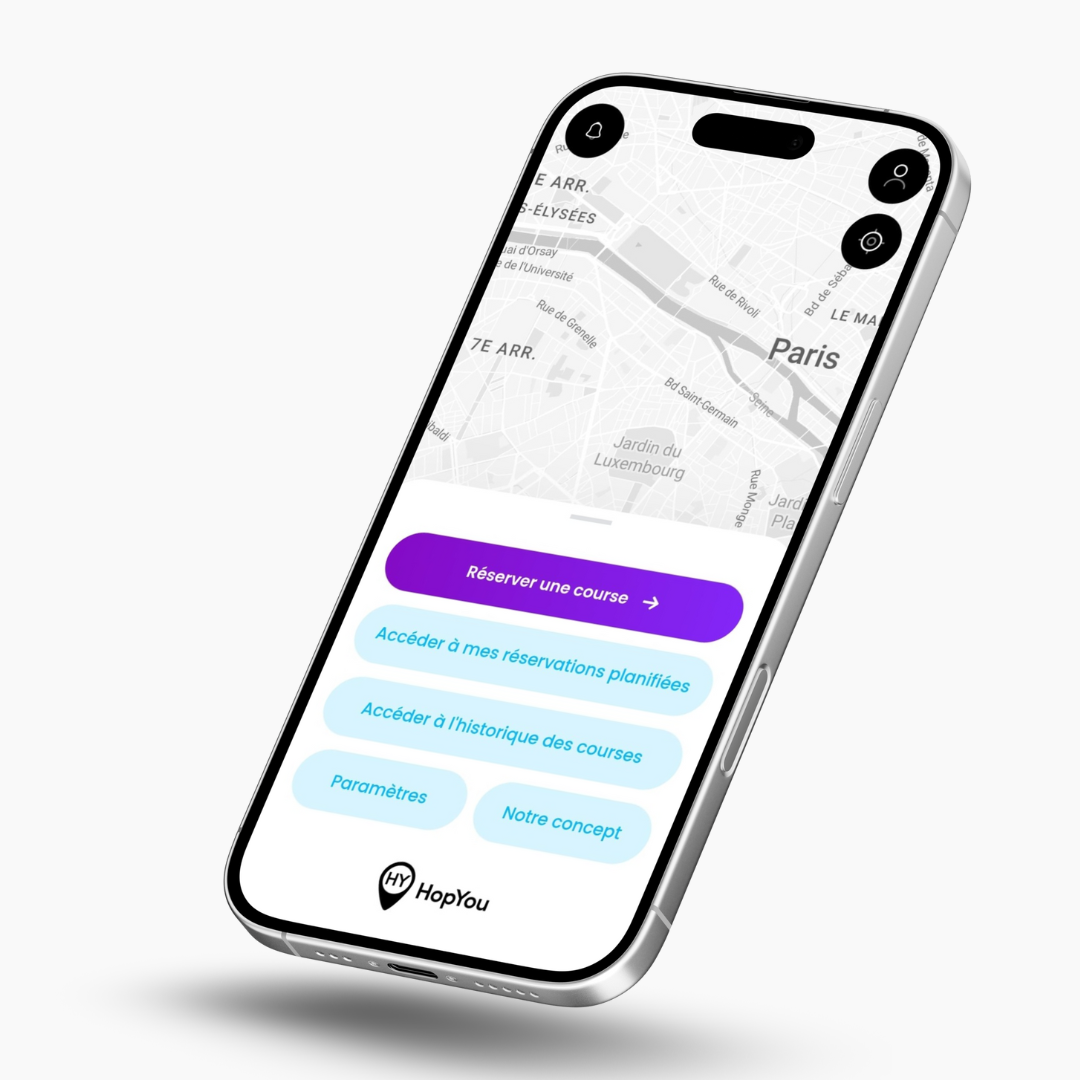 E ARR.
S-ÉLYSÉES
uai d'Orsay
e de l'Université
Rue de Grenelle
7E ARR.
Rue de Rivoli
Bd de Séba
LE MA
Paris
Bd Saint-Germain
Seine
baldi
Jardin du
Luxembourg
Rue Monge
Jardi
Pla
Réserver une course →
Accéder à mes réservations planifiées
Accéder à l'historique des courses
Paramètres
Notre concept
HY HopYou